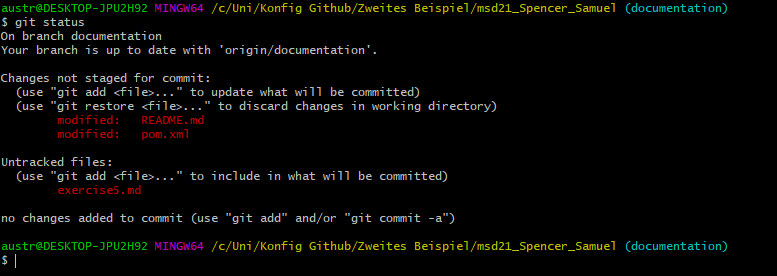 austr@DESKTOP-JPU2H92 MINGW64 /c/Uni/Konfig Github/Zweites Beispiel/msd21_Spencer_Samuel (documentation)
$ git status
On branch documentation
Your branch is up to date with 'origin/documentation'.
Changes not staged for commit:
(use "git add <file>..." to update what will be committed)
(use "git restore <file>..." to discard changes in working directory)
modified:   README.md
modified:   pom.xml
Untracked files:
(use "git add <file>..." to include in what will be committed)
exercise5.md
no changes added to commit (use "git add" and/or "git commit -a")
austr@DESKTOP-JPU2H92 MINGW64 /c/Uni/Konfig Github/Zweites Beispiel/msd21_Spencer_Samuel (documentation)
$